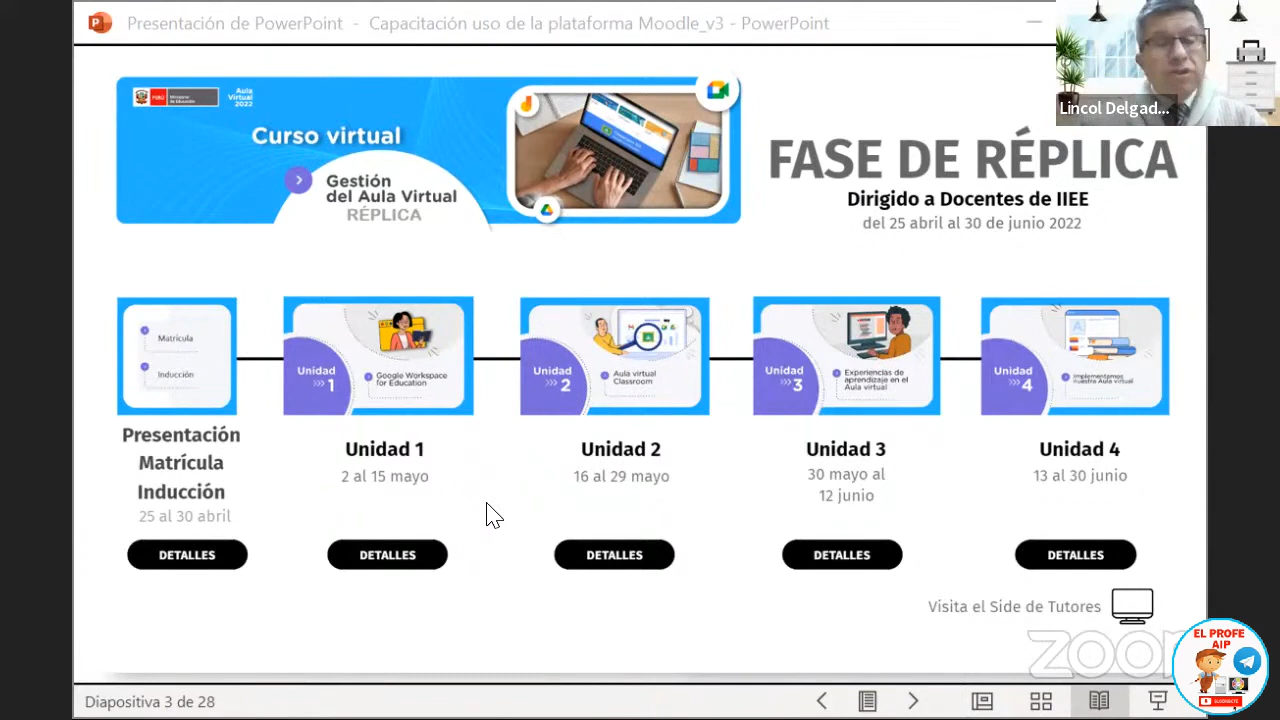 Presentación de PowerPoint - Capacitación uso de la plataforma Moodle_v3 - PowerPoint
Lincol Delgad...
PERÚ
Ministerio de Educación
Aula
Virtual
2022
Curso virtual
Gestión
del Aula Virtual
RÉPLICA
FASE DE RÉPLICA
Dirigido a Docentes de IIEE
del 25 abril al 30 de junio 2022
Matrícula
Inducción
Presentación
Matrícula
Inducción
25 al 30 abril
DETALLES
Unidad
1
Google Workspace
for Education
Unidad 1
2 al 15 mayo
DETALLES
Unidad
2
Aula virtual
Classroom
Unidad 2
16 al 29 mayo
DETALLES
Unidad
3
Experiencias de
aprendizaje en el
Aula virtual
Unidad 3
30 mayo al
12 junio
DETALLES
Unidad
4
Implementamos
nuestra Aula virtual
Unidad 4
13 al 30 junio
DETALLES
Visita el Side de Tutores
zoom
EL PROFE
AIP
Diapositiva 3 de 28